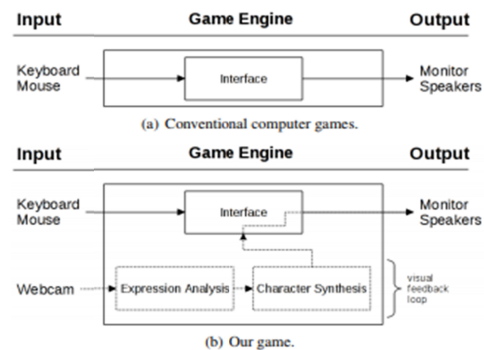 Input Game Engine Output
Keyboard
Mouse
Interface
Monitor
Speakers
(a) Conventional computer games.
Input Game Engine Output
Keyboard
Mouse
Interface
Monitor
Speakers
Webcam
Expression Analysis
Character Synthesis
visual
feedback
loop
(b) Our game.